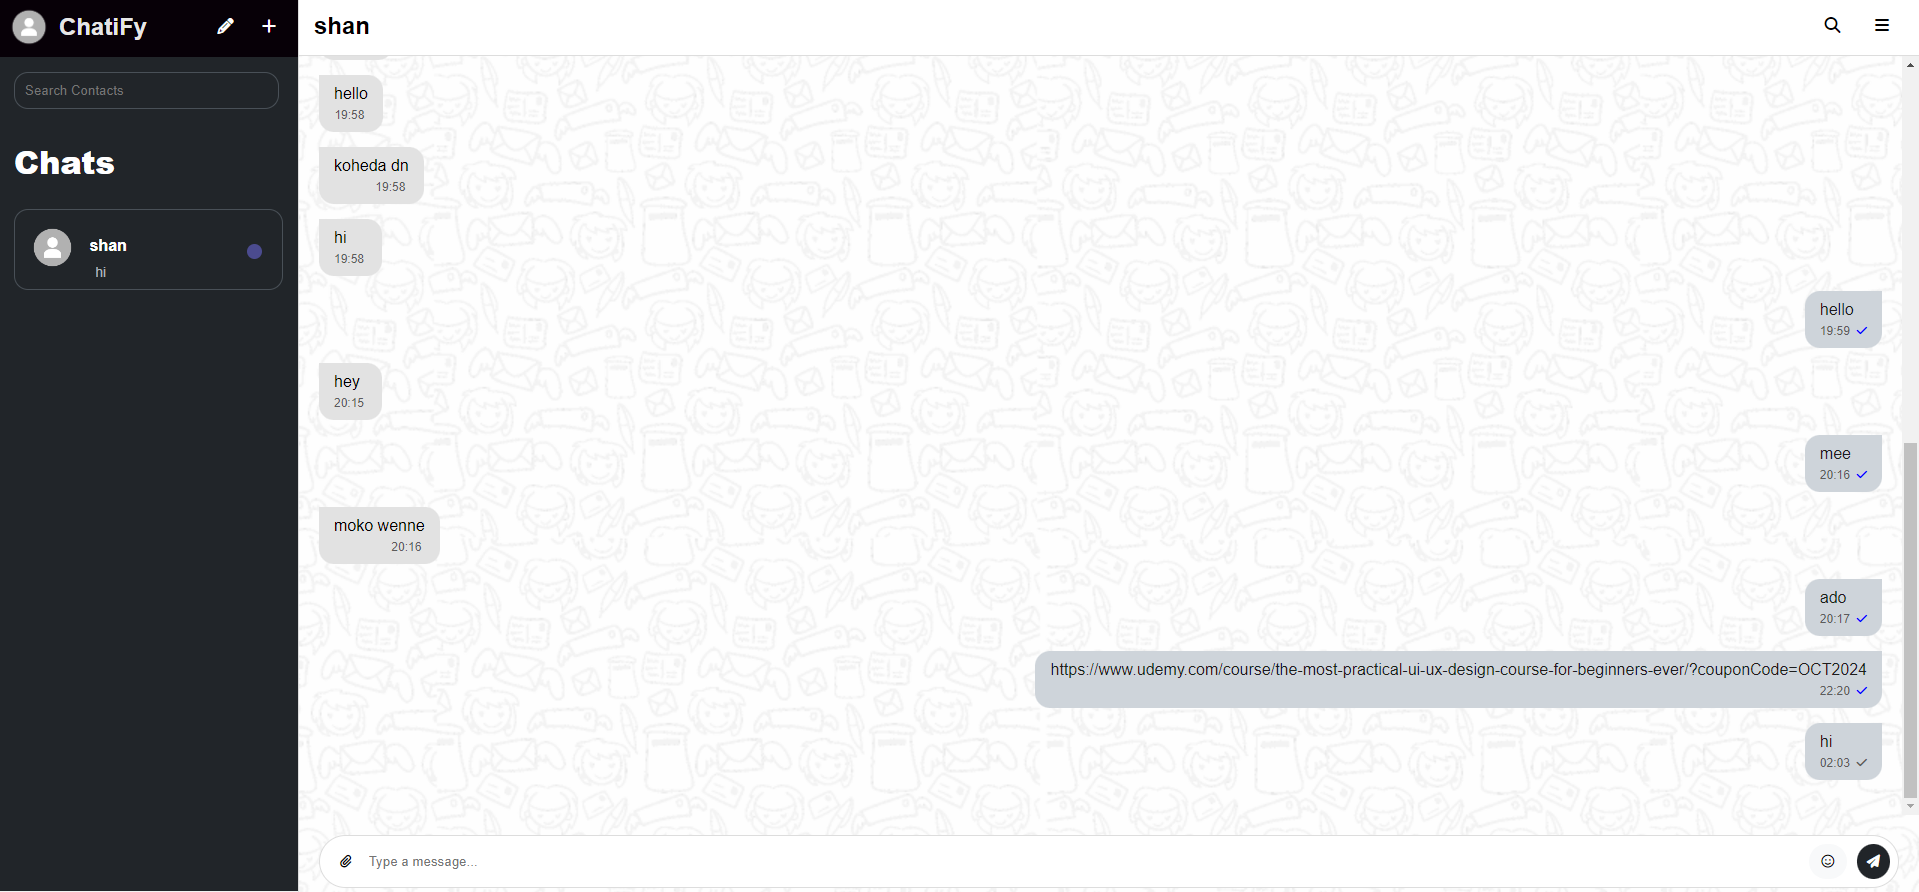 ChatiFy
Search Contacts
Chats
shan
hi
shan
hello
19:58
koheda dn
19:58
hi
19:58
hello
19:59
hey
20:15
mee
20:16
moko wenne
20:16
ado
20:17
https://www.udemy.com/course/the-most-practical-ui-ux-design-course-for-beginners-ever/?couponCode=OCT2024
22:20
hi
02:03
Type a message...